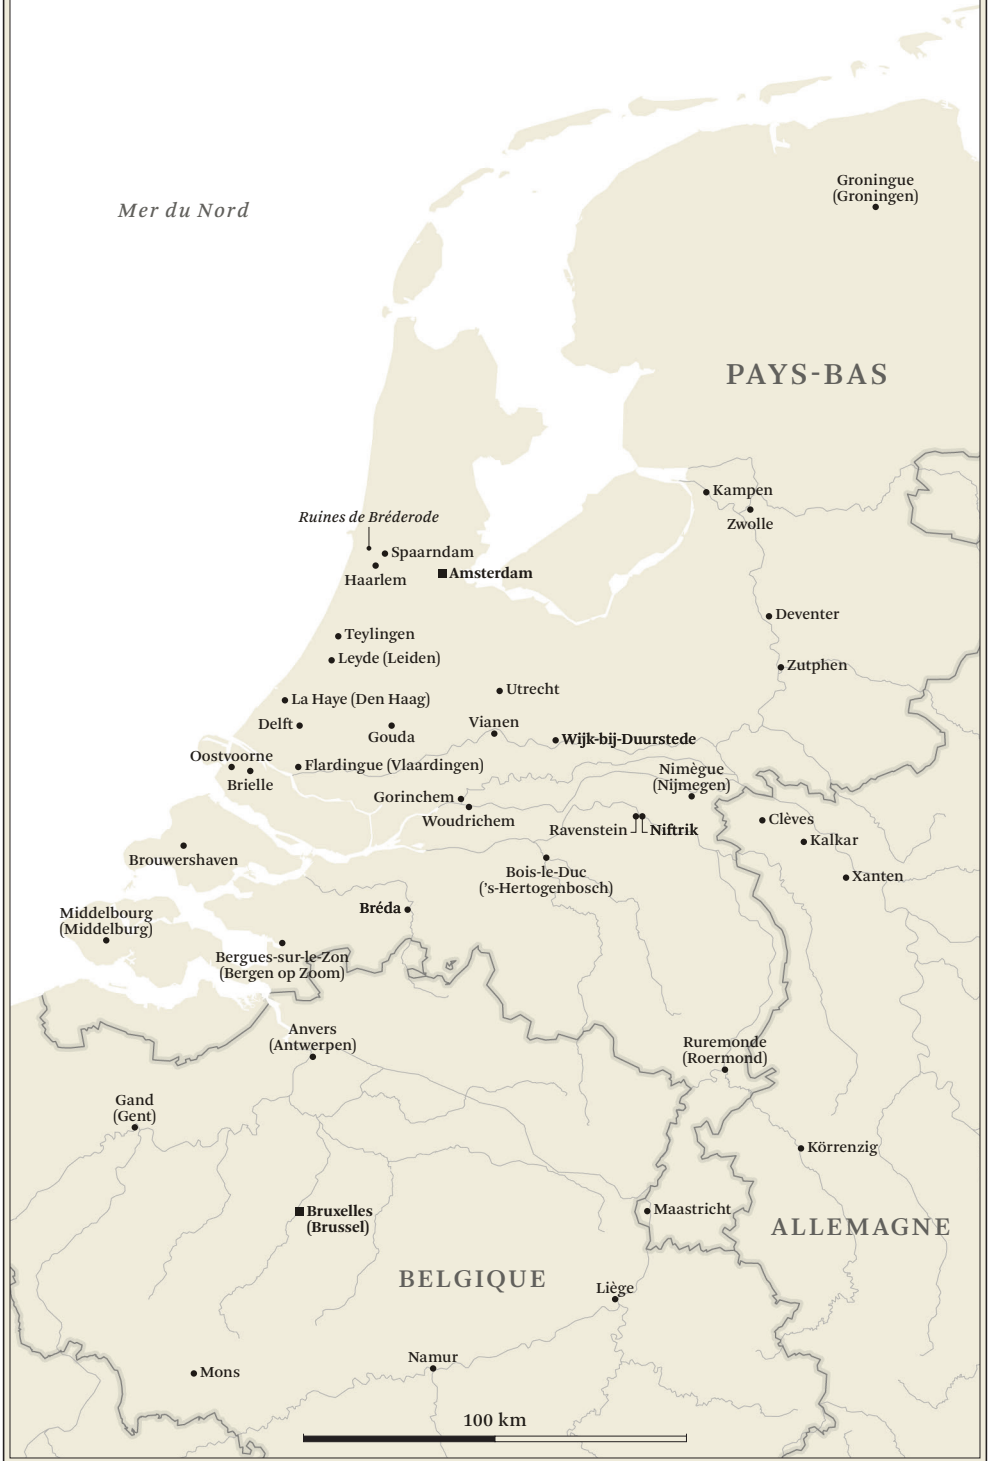 Groningue
(Groningen)
Mer du Nord
PAYS-BAS
Kampen
Zwolle
Ruines de Bréderode
Spaarndam
Haarlem
Amsterdam
Deventer
Teylingen
Leyde (Leiden)
Zutphen
La Haye (Den Haag)
Utrecht
Delft
Gouda
Vianen
Wijk-bij-Duurstede
Oostvoorne
Brielle
Flardingue (Vlaardingen)
Nimègue
(Nijmegen)
Gorinchem
Woudrichem
Ravenstein
Niftrik
Clèves
Kalkar
Brouwershaven
Bois-le-Duc
('s-Hertogenbosch)
Xanten
Bréda
Middelbourg
(Middelburg)
Bergues-sur-le-Zon
(Bergen op Zoom)
Anvers
(Antwerpen)
Ruremonde
(Roermond)
Gand
(Gent)
Körrenzig
Bruxelles
(Brussel)
Maastricht
ALLEMAGNE
BELGIQUE
Liège
Namur
Mons
100 km